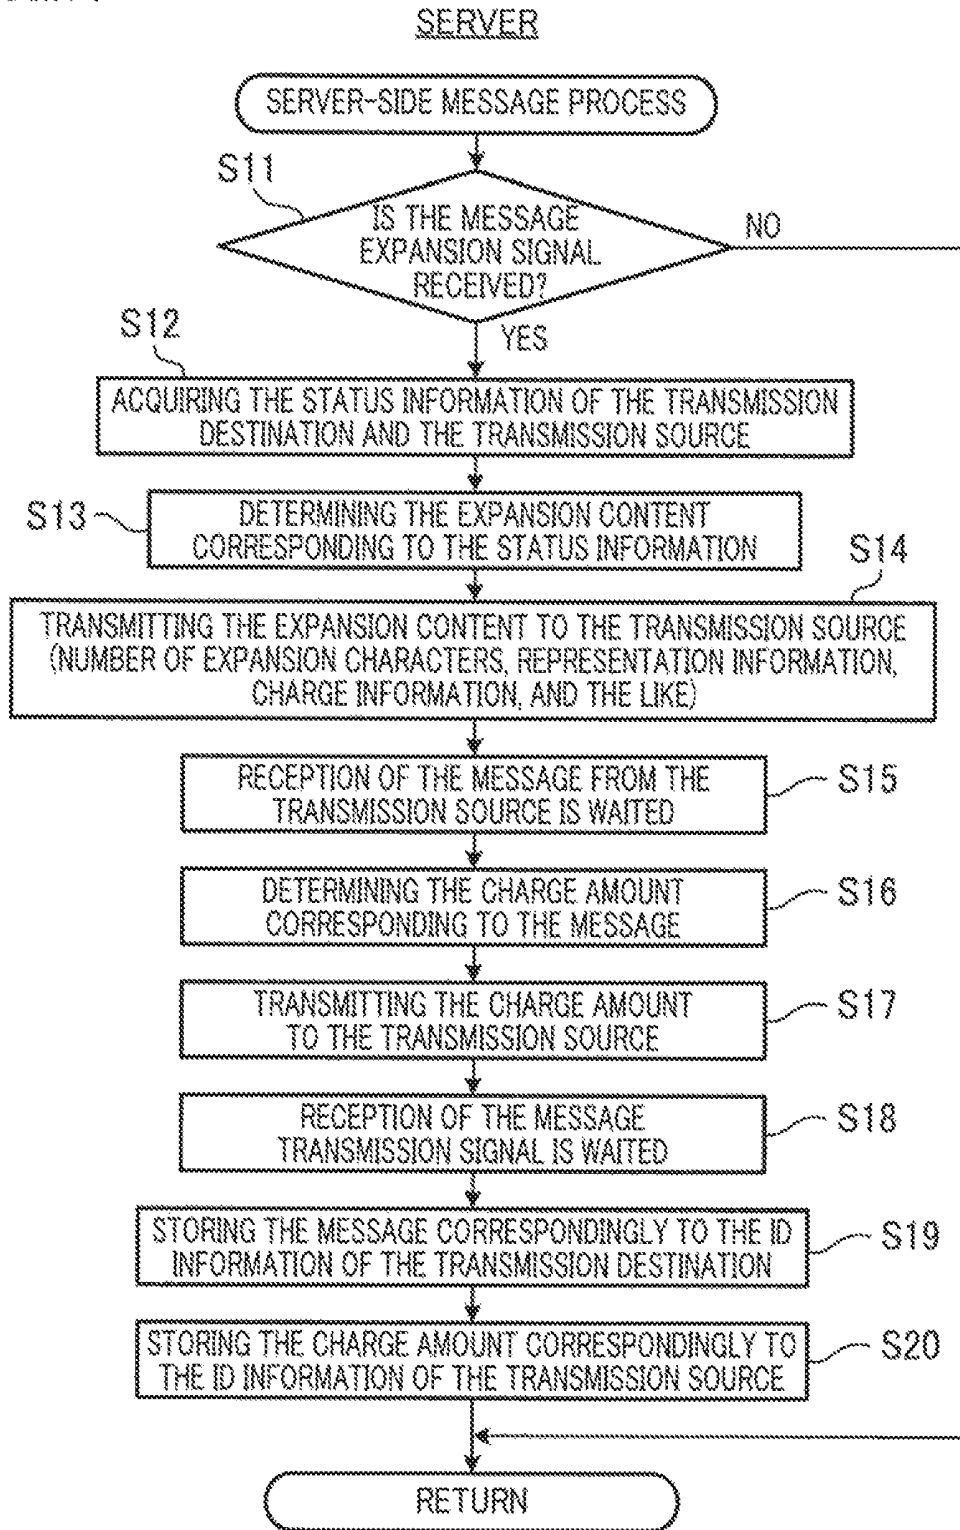 SERVER
SERVER-SIDE MESSAGE PROCESS
S11
IS THE MESSAGE
EXPANSION SIGNAL
RECEIVED?
NO
YES
S12
ACQUIRING THE STATUS INFORMATION OF THE TRANSMISSION
DESTINATION AND THE TRANSMISSION SOURCE
S13
DETERMINING THE EXPANSION CONTENT
CORRESPONDING TO THE STATUS INFORMATION
S14
TRANSMITTING THE EXPANSION CONTENT TO THE TRANSMISSION SOURCE
(NUMBER OF EXPANSION CHARACTERS, REPRESENTATION INFORMATION,
CHARGE INFORMATION, AND THE LIKE)
RECEPTION OF THE MESSAGE FROM THE
TRANSMISSION SOURCE IS WAITED
S15
DETERMINING THE CHARGE AMOUNT
CORRESPONDING TO THE MESSAGE
S16
TRANSMITTING THE CHARGE AMOUNT
TO THE TRANSMISSION SOURCE
S17
RECEPTION OF THE MESSAGE
TRANSMISSION SIGNAL IS WAITED
S18
STORING THE MESSAGE CORRESPONDINGLY TO THE ID
INFORMATION OF THE TRANSMISSION DESTINATION
S19
STORING THE CHARGE AMOUNT CORRESPONDINGLY TO
THE ID INFORMATION OF THE TRANSMISSION SOURCE
S20
RETURN